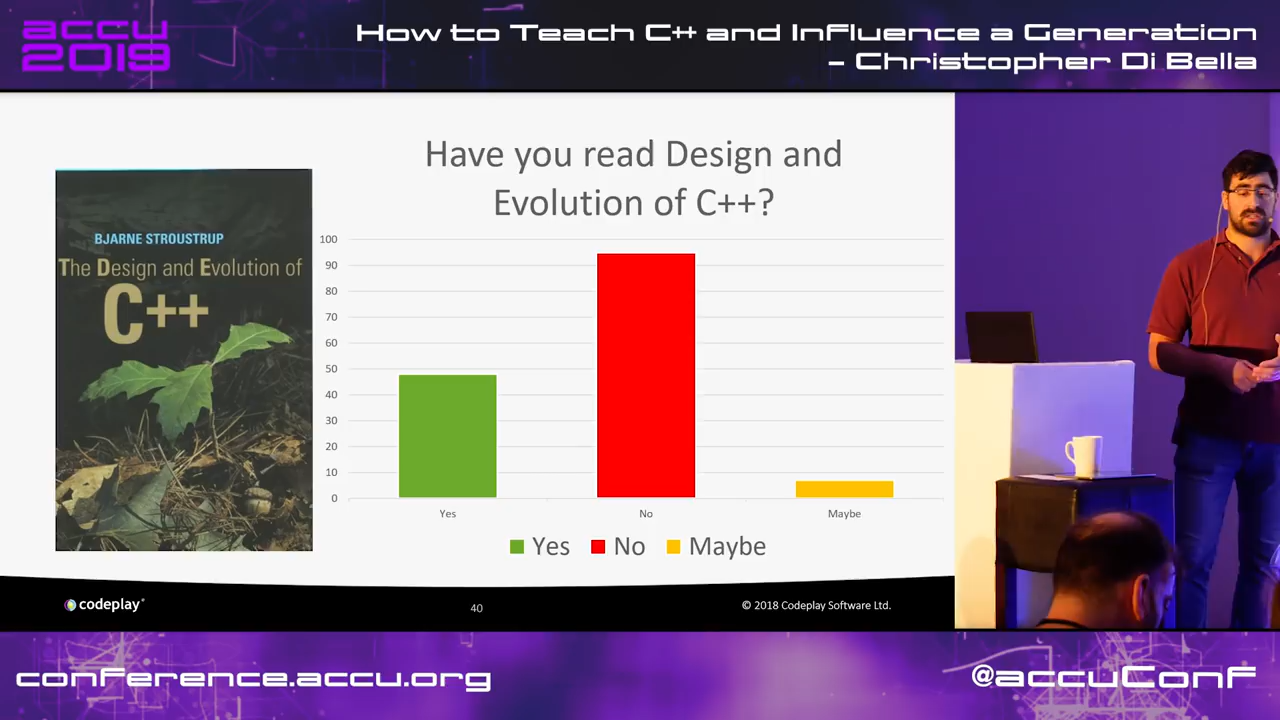 accu
2019
How to Teach C++ and Influence a Generation
– Christopher Di Bella
BJARNE STROUSTRUP
The Design and Evolution of
C++
Have you read Design and
Evolution of C++?
100
90
80
70
60
50
40
30
20
10
0
Yes
No
Maybe
Yes
No
Maybe
codeplay®
40
© 2018 Codeplay Software Ltd.
conference.accu.org
@accuConf